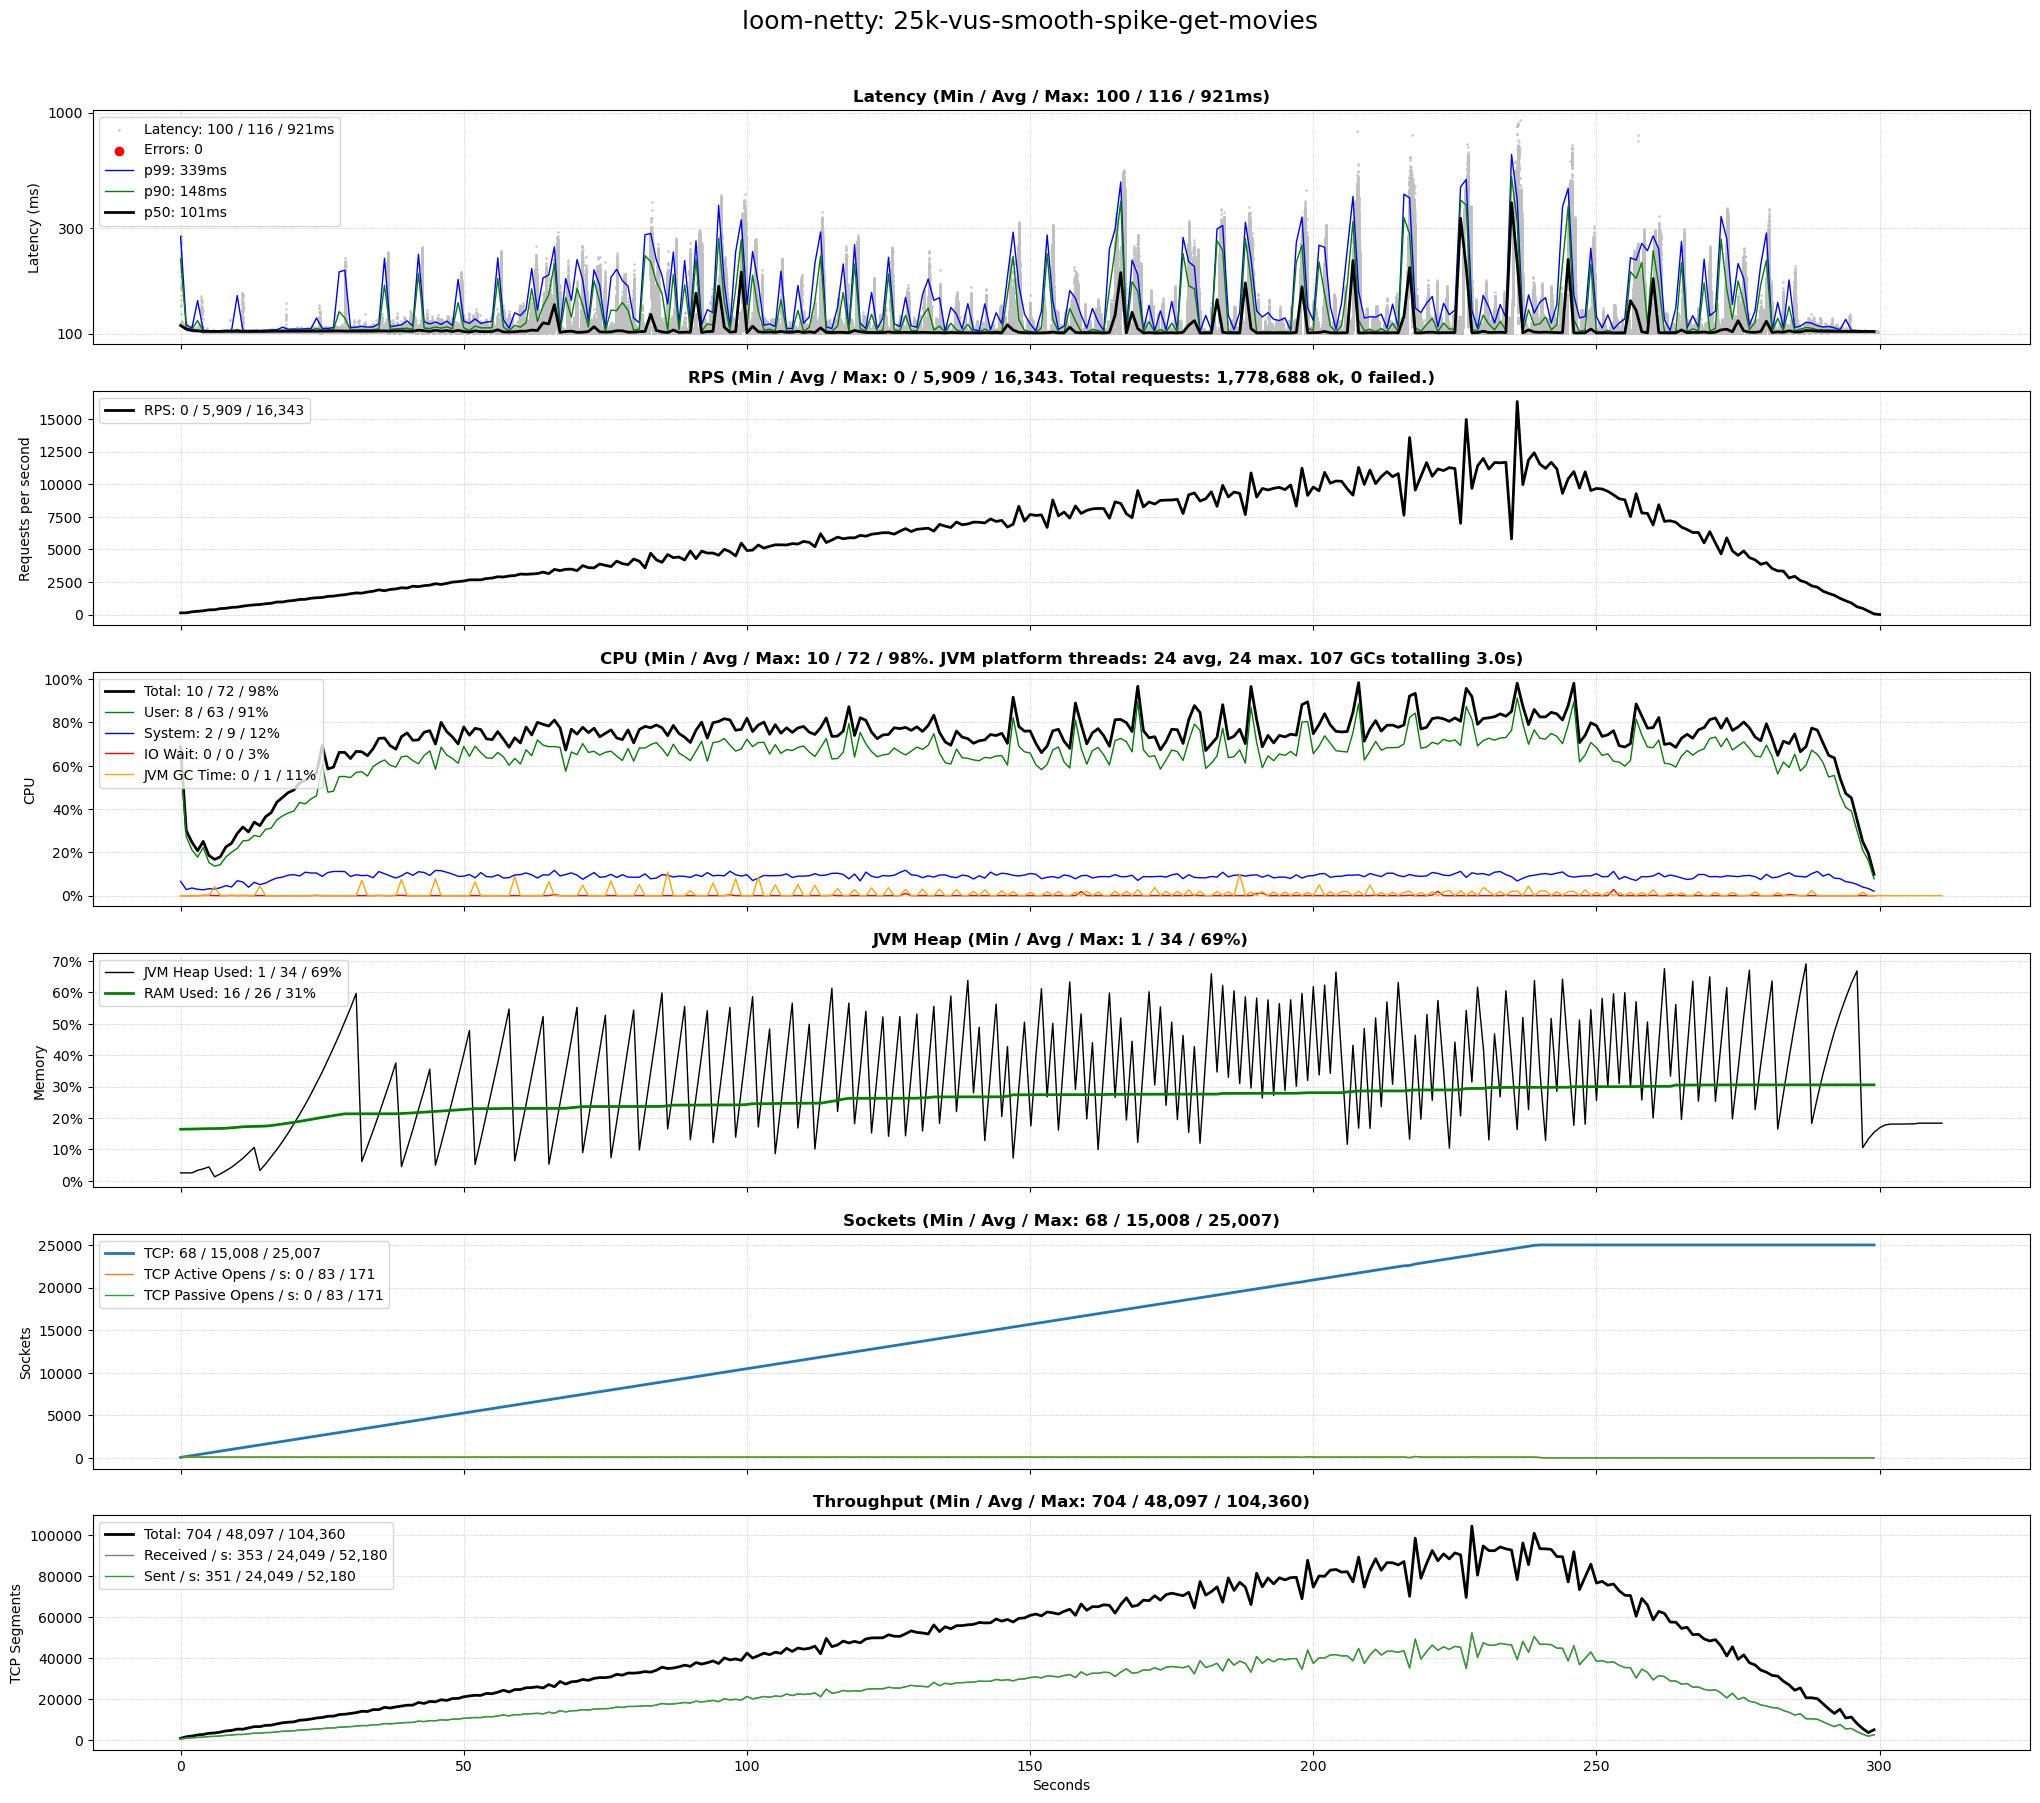 loom-netty: 25k-vus-smooth-spike-get-movies
Latency (Min / Avg / Max: 100 / 116 / 921ms)
Latency (ms)
1000
300
100
Latency: 100 / 116 / 921ms
Errors: 0
p99: 339ms
p90: 148ms
p50: 101ms
RPS (Min / Avg / Max: 0 / 5,909 / 16,343. Total requests: 1,778,688 ok, 0 failed.)
Requests per second
15000
12500
10000
7500
5000
2500
0
RPS: 0 / 5,909 / 16,343
CPU (Min / Avg / Max: 10 / 72 / 98%. JVM platform threads: 24 avg, 24 max. 107 GCs totalling 3.0s)
CPU
100%
80%
60%
40%
20%
0%
Total: 10 / 72 / 98%
User: 8 / 63 / 91%
System: 2 / 9 / 12%
IO Wait: 0 / 0 / 3%
JVM GC Time: 0 / 1 / 11%
JVM Heap (Min / Avg / Max: 1 / 34 / 69%)
Memory
70%
60%
50%
40%
30%
20%
10%
0%
JVM Heap Used: 1 / 34 / 69%
RAM Used: 16 / 26 / 31%
Sockets (Min / Avg / Max: 68 / 15,008 / 25,007)
Sockets
25000
20000
15000
10000
5000
0
TCP: 68 / 15,008 / 25,007
TCP Active Opens / s: 0 / 83 / 171
TCP Passive Opens / s: 0 / 83 / 171
Throughput (Min / Avg / Max: 704 / 48,097 / 104,360)
TCP Segments
100000
80000
60000
40000
20000
0
Total: 704 / 48,097 / 104,360
Received / s: 353 / 24,049 / 52,180
Sent / s: 351 / 24,049 / 52,180
0 50 100 150 200 250 300
Seconds